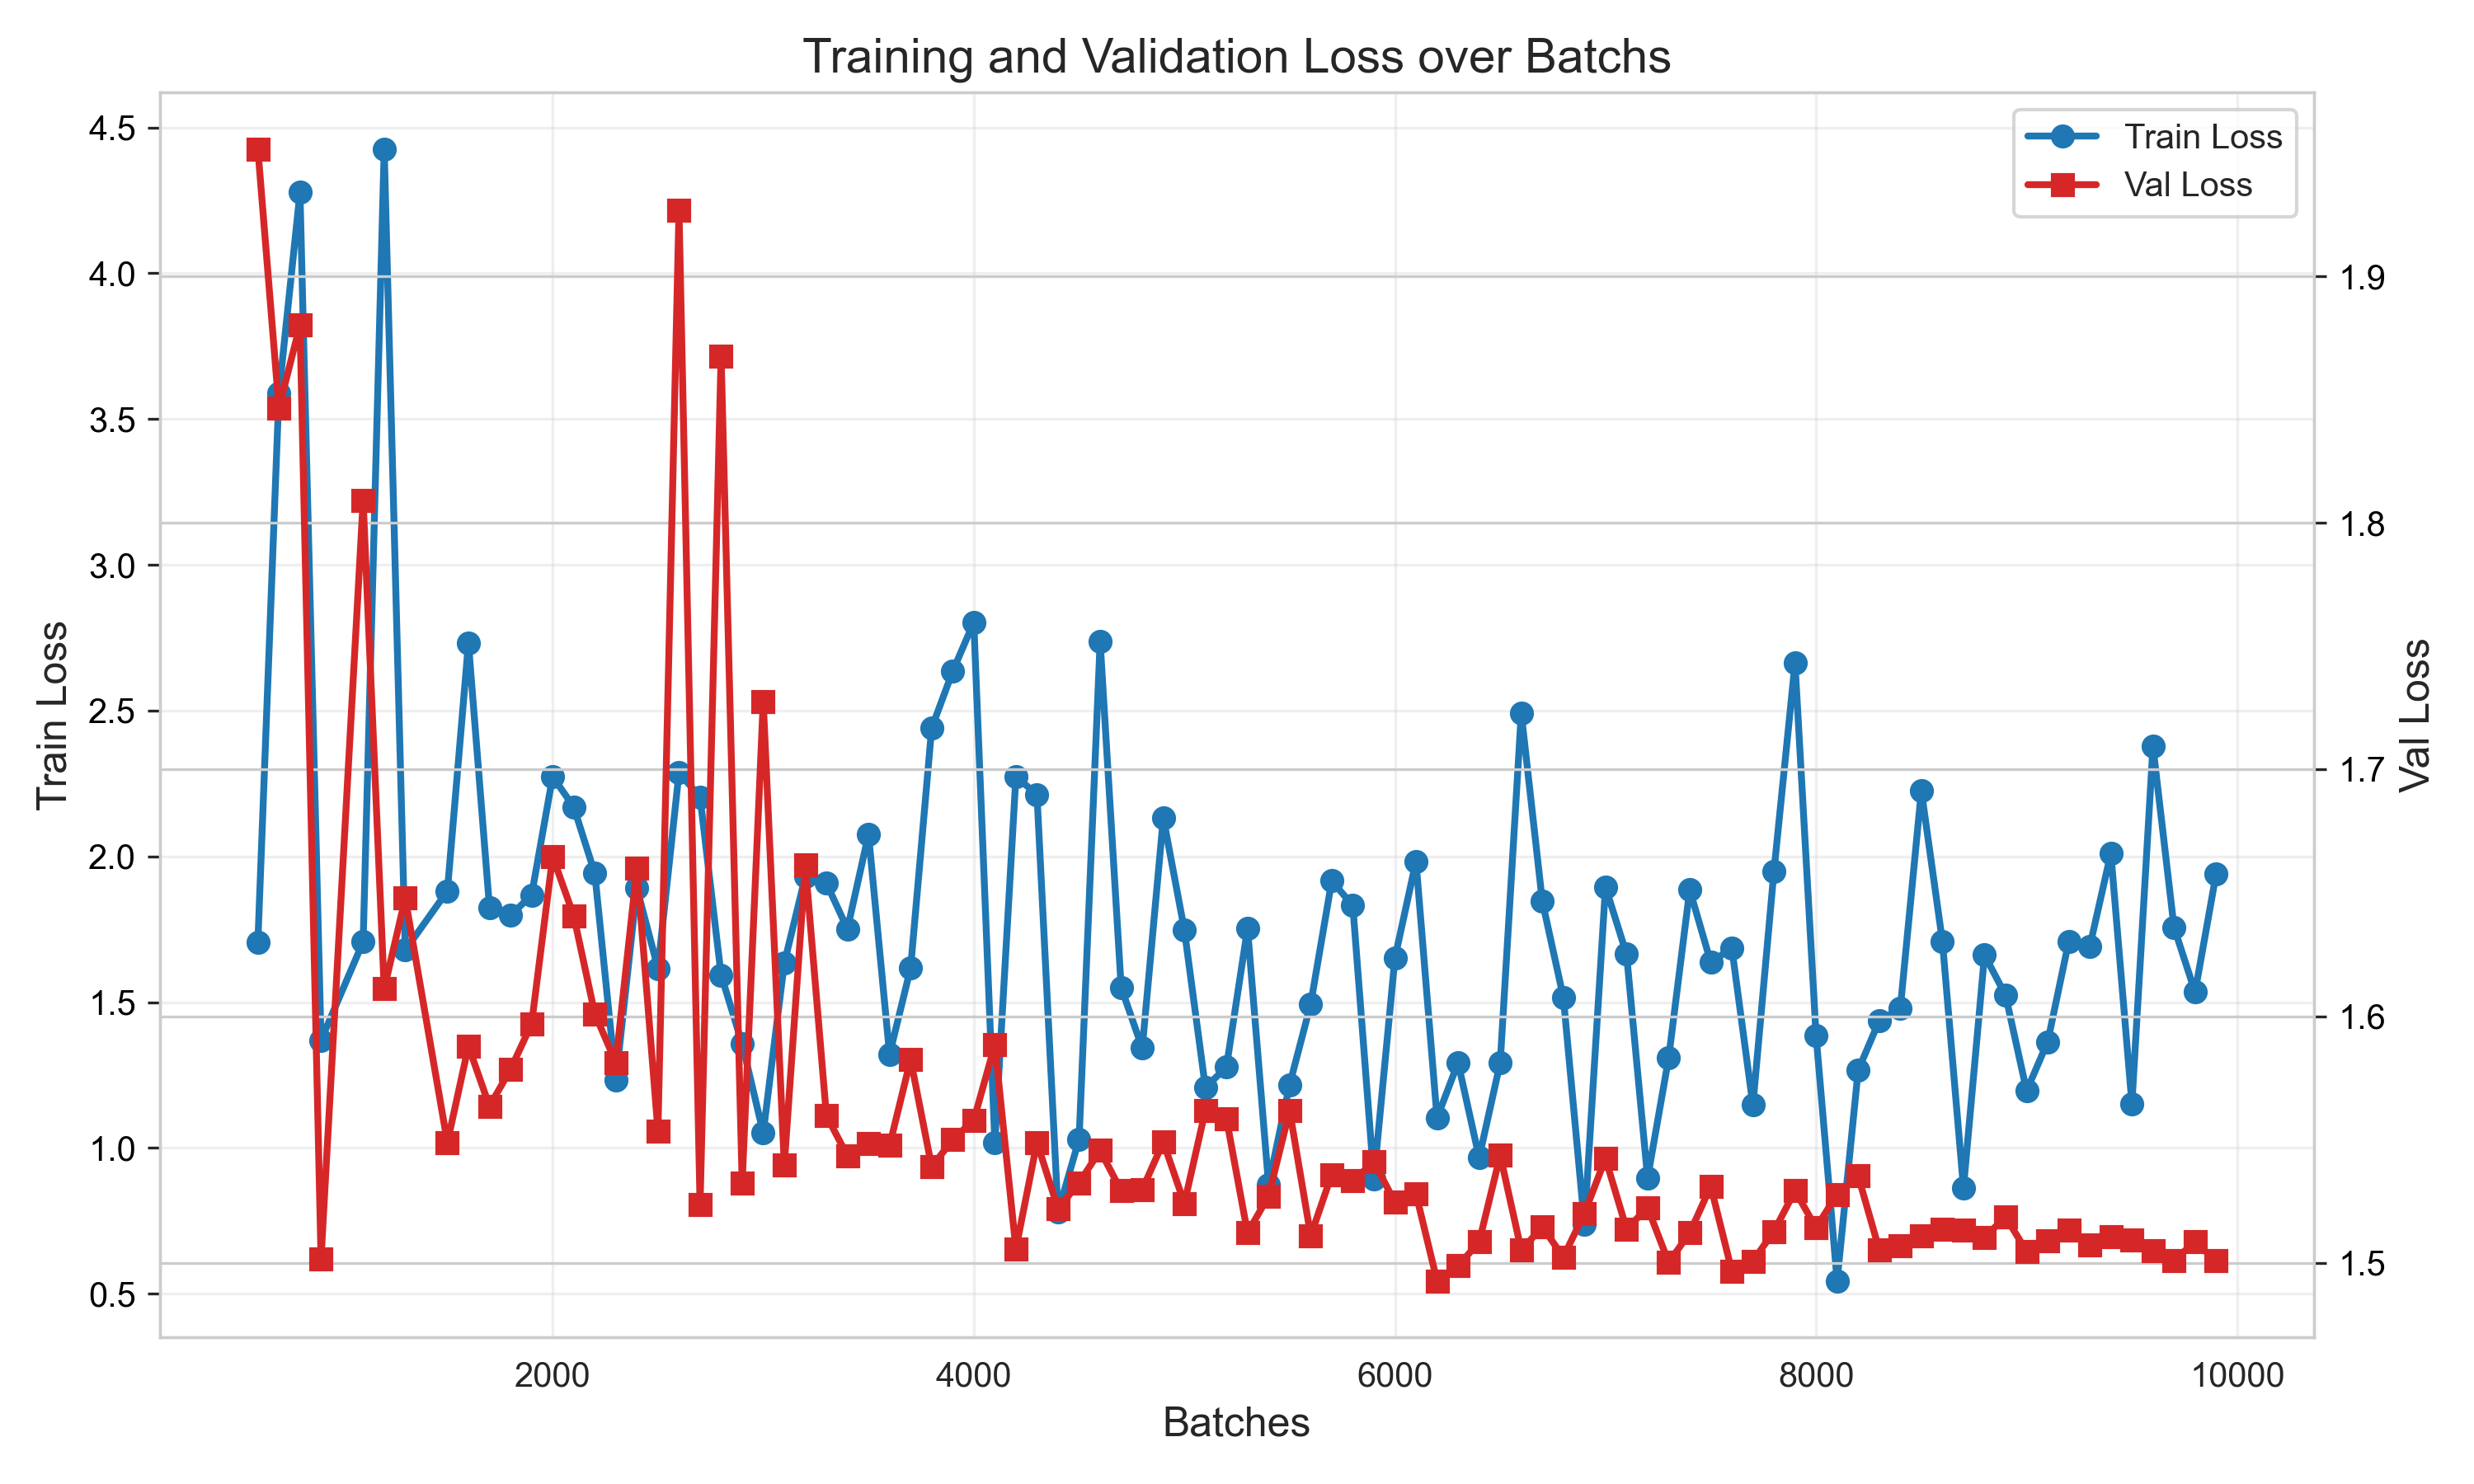 Training and Validation Loss over Batchs
Train Loss
Val Loss
4.5
4.0
3.5
3.0
2.5
2.0
1.5
1.0
0.5
Train Loss
1.9
1.8
1.7
1.6
1.5
Val Loss
2000 4000 6000 8000 10000
Batches